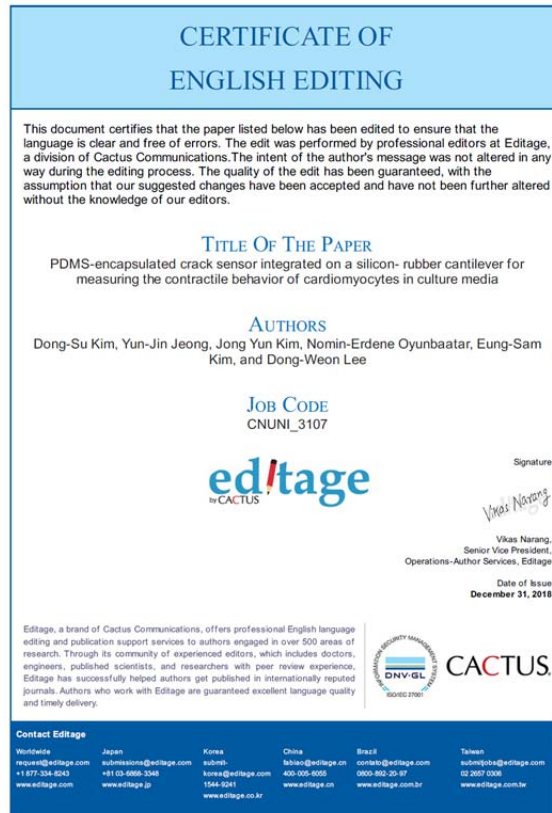 CERTIFICATE OF
ENGLISH EDITING
This document certifies that the paper listed below has been edited to ensure that the
language is clear and free of errors. The edit was performed by professional editors at Editage,
a division of Cactus Communications.The intent of the author's message was not altered in any
way during the editing process. The quality of the edit has been guaranteed, with the
assumption that our suggested changes have been accepted and have not been further altered
without the knowledge of our editors.
TITLE OF THE PAPER
PDMS-encapsulated crack sensor integrated on a silicon- rubber cantilever for
measuring the contractile behavior of cardiomyocytes in culture media
AUTHORS
Dong-Su Kim, Yun-Jin Jeong, Jong Yun Kim, Nomin-Erdene Oyunbaatar, Eung-Sam
Kim, and Dong-Weon Lee
JOB CODE
CNUNI_3107
editage
by CACTUS
Signature
Vikas Narang
Vikas Narang,
Senior Vice President,
Operations-Author Services, Editage
Date of Issue
December 31, 2018
Editage, a brand of Cactus Communications, offers professional English language
editing and publication support services to authors engaged in over 500 areas of
research. Through its community of experienced editors, which includes doctors,
engineers, published scientists, and researchers with peer review experience,
Editage has successfully helped authors get published in internationally reputed
journals. Authors who work with Editage are guaranteed excellent language quality
and timely delivery.
INFORMATION SECURITY MANAGEMENT SYSTEM
DNV·GL
ISO/IEC 27001
CACTUS.
Contact Editage
Worldwide
request@editage.com
+1 877-334-8243
www.editage.com
Japan
submissions@editage.com
+81 03-6868-3348
www.editage.jp
Korea
submit-
korea@editage.com
1544-9241
www.editage.co.kr
China
fabiao@editage.cn
400-005-6055
www.editage.cn
Brazil
contato@editage.com
0800-892-20-97
www.editage.com.br
Taiwan
submitjobs@editage.com
02 2657 0306
www.editage.com.tw